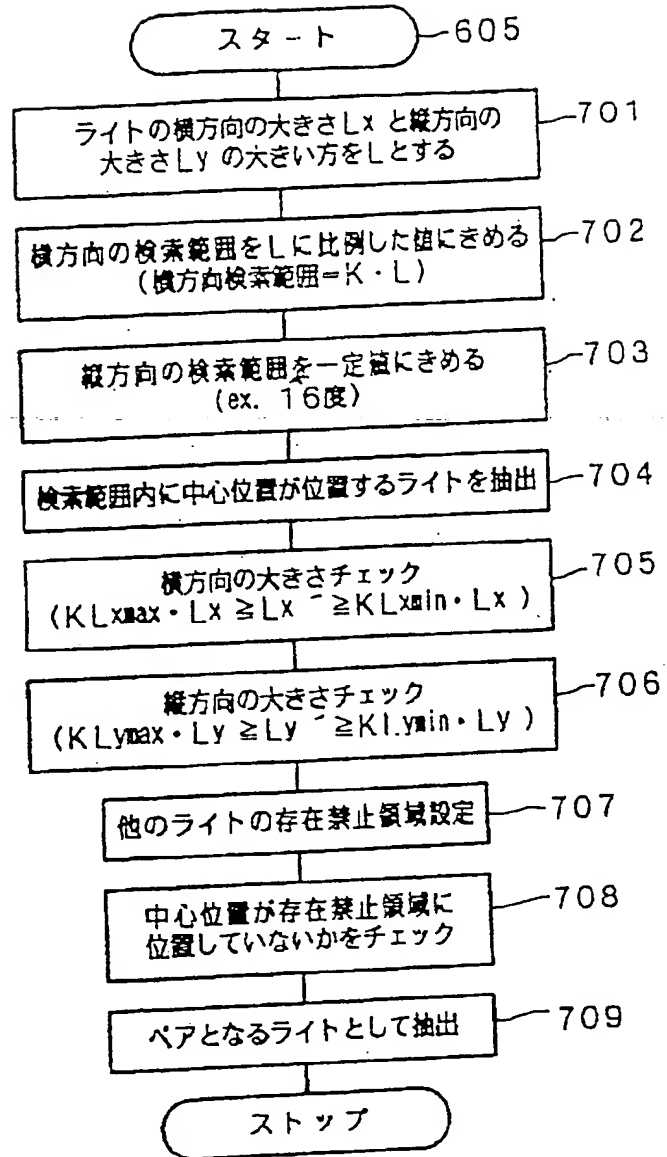 スタート 605
ライトの横方向の大きさLxと縦方向の 701
大きさLyの大きい方をLとする
横方向の検索範囲をLに比例した値にきめる 702
(横方向検索範囲=K・L)
縦方向の検索範囲を一定値にきめる 703
(ex. 16度)
検索範囲内に中心位置が位置するライトを抽出 704
横方向の大きさチェック 705
(KLxmax・Lx≧Lx´≧KLxmin・Lx)
縦方向の大きさチェック 706
(KLymax・Ly≧Ly´≧KLymin・Ly)
他のライトの存在禁止領域設定 707
中心位置が存在禁止領域に 708
位置していないかをチェック
ペアとなるライトとして抽出 709
ストップ